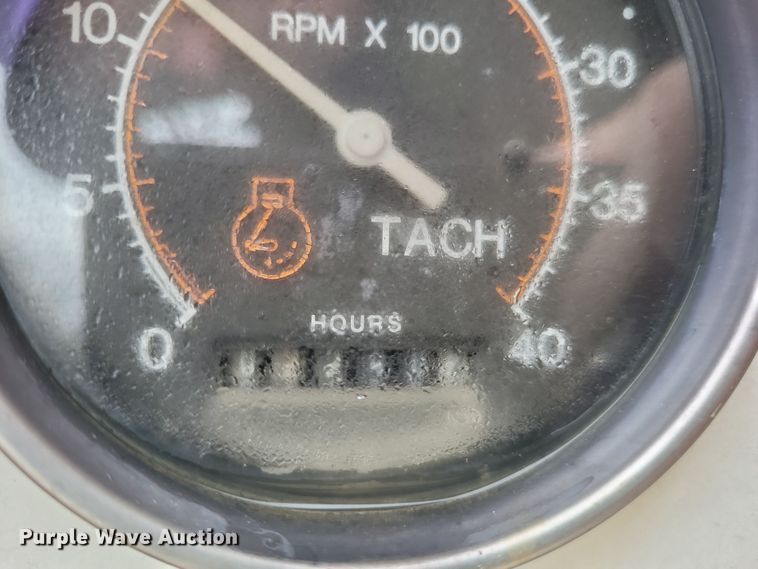 RPM X 100
10
30
5
35
TACH
HOURS
0
40
Purple Wave Auction